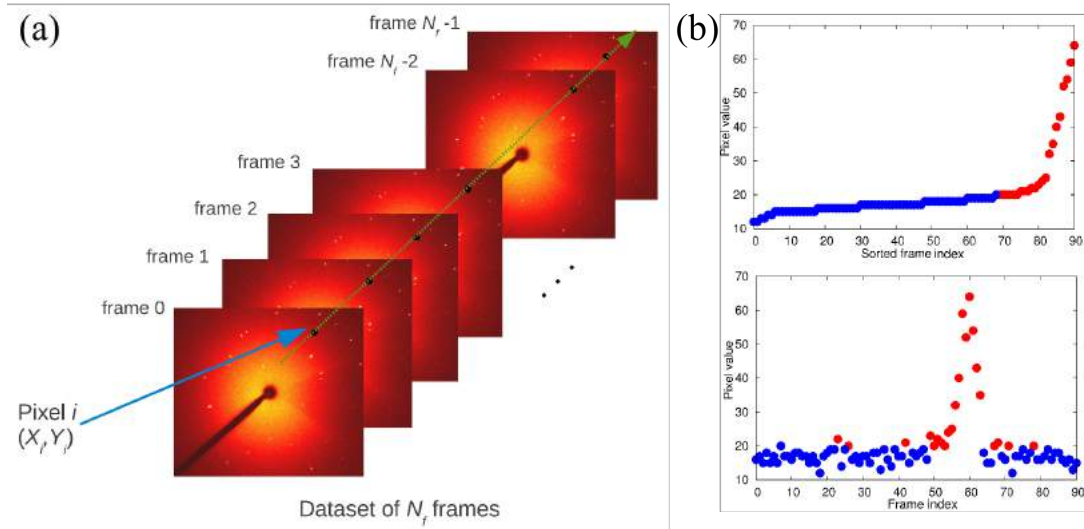 (a)
frame N_f -1
frame N_f -2
frame 3
frame 2
frame 1
frame 0
Pixel i
(X_i,Y_i)
Dataset of N_f frames
(b)
70
60
50
40
30
20
10
Pixel value
0 10 20 30 40 50 60 70 80 90
Sorted frame index
70
60
50
40
30
20
10
Pixel value
0 10 20 30 40 50 60 70 80 90
Frame index